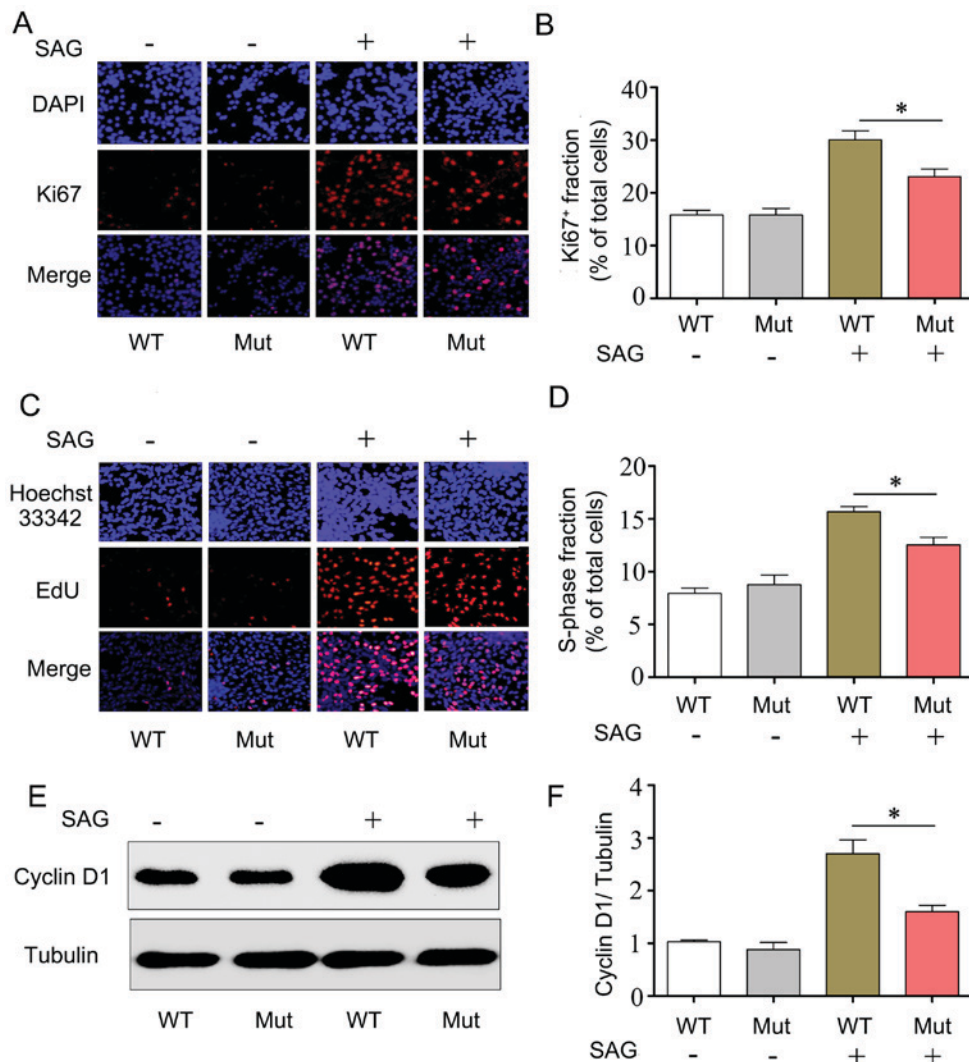 A
SAG - - + +
DAPI
Ki67
Merge
WT Mut WT Mut
B
Ki67⁺ fraction
(% of total cells)
40
30
20
10
0
*
WT Mut WT Mut
SAG - - + +
C
SAG - - + +
Hoechst
33342
EdU
Merge
WT Mut WT Mut
D
S-phase fraction
(% of total cells)
20
15
10
5
0
*
WT Mut WT Mut
SAG - - + +
E
SAG - - + +
Cyclin D1
Tubulin
WT Mut WT Mut
F
Cyclin D1/ Tubulin
4
3
2
1
0
*
WT Mut WT Mut
SAG - - + +